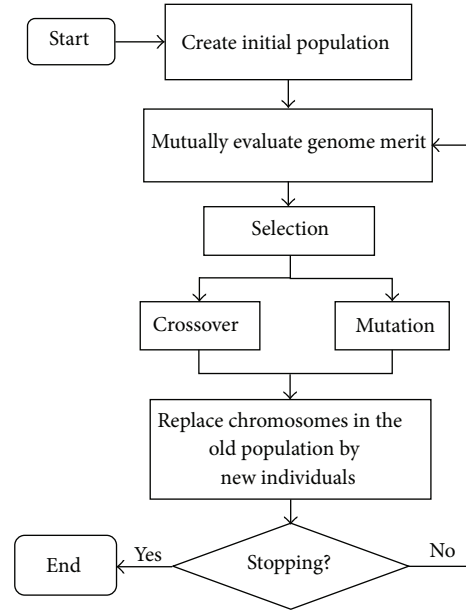 Start
Create initial population
Mutually evaluate genome merit
Selection
Crossover
Mutation
Replace chromosomes in the
old population by
new individuals
Stopping?
Yes
No
End